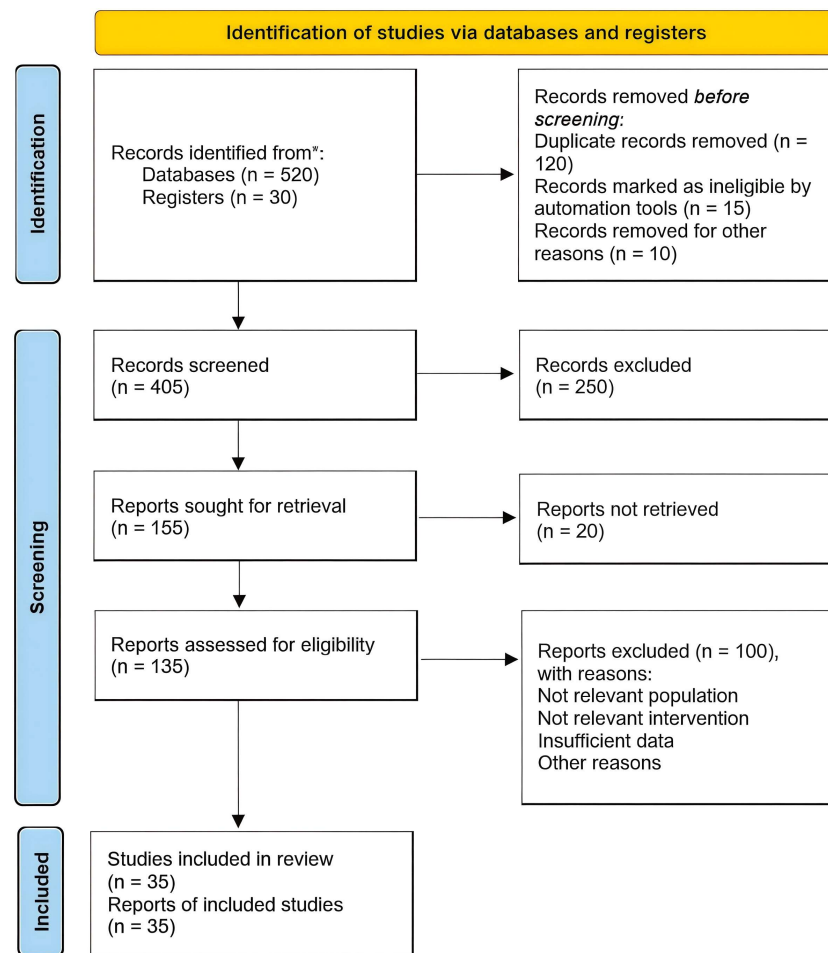 Identification of studies via databases and registers
Identification
Records identified from*:
Databases (n = 520)
Registers (n = 30)
Records removed before
screening:
Duplicate records removed (n =
120)
Records marked as ineligible by
automation tools (n = 15)
Records removed for other
reasons (n = 10)
Screening
Records screened
(n = 405)
Records excluded
(n = 250)
Reports sought for retrieval
(n = 155)
Reports not retrieved
(n = 20)
Reports assessed for eligibility
(n = 135)
Reports excluded (n = 100),
with reasons:
Not relevant population
Not relevant intervention
Insufficient data
Other reasons
Included
Studies included in review
(n = 35)
Reports of included studies
(n = 35)